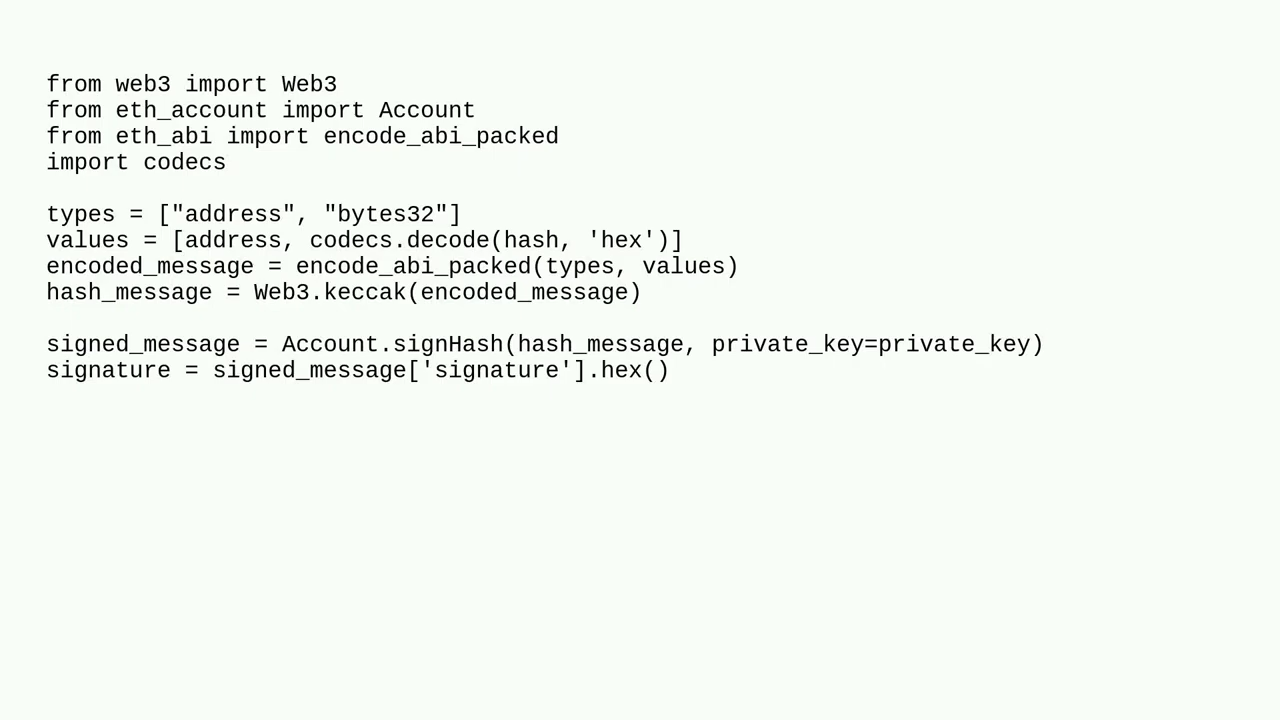 from web3 import Web3
from eth_account import Account
from eth_abi import encode_abi_packed
import codecs
types = ["address", "bytes32"]
values = [address, codecs.decode(hash, 'hex')]
encoded_message = encode_abi_packed(types, values)
hash_message = Web3.keccak(encoded_message)
signed_message = Account.signHash(hash_message, private_key=private_key)
signature = signed_message['signature'].hex()